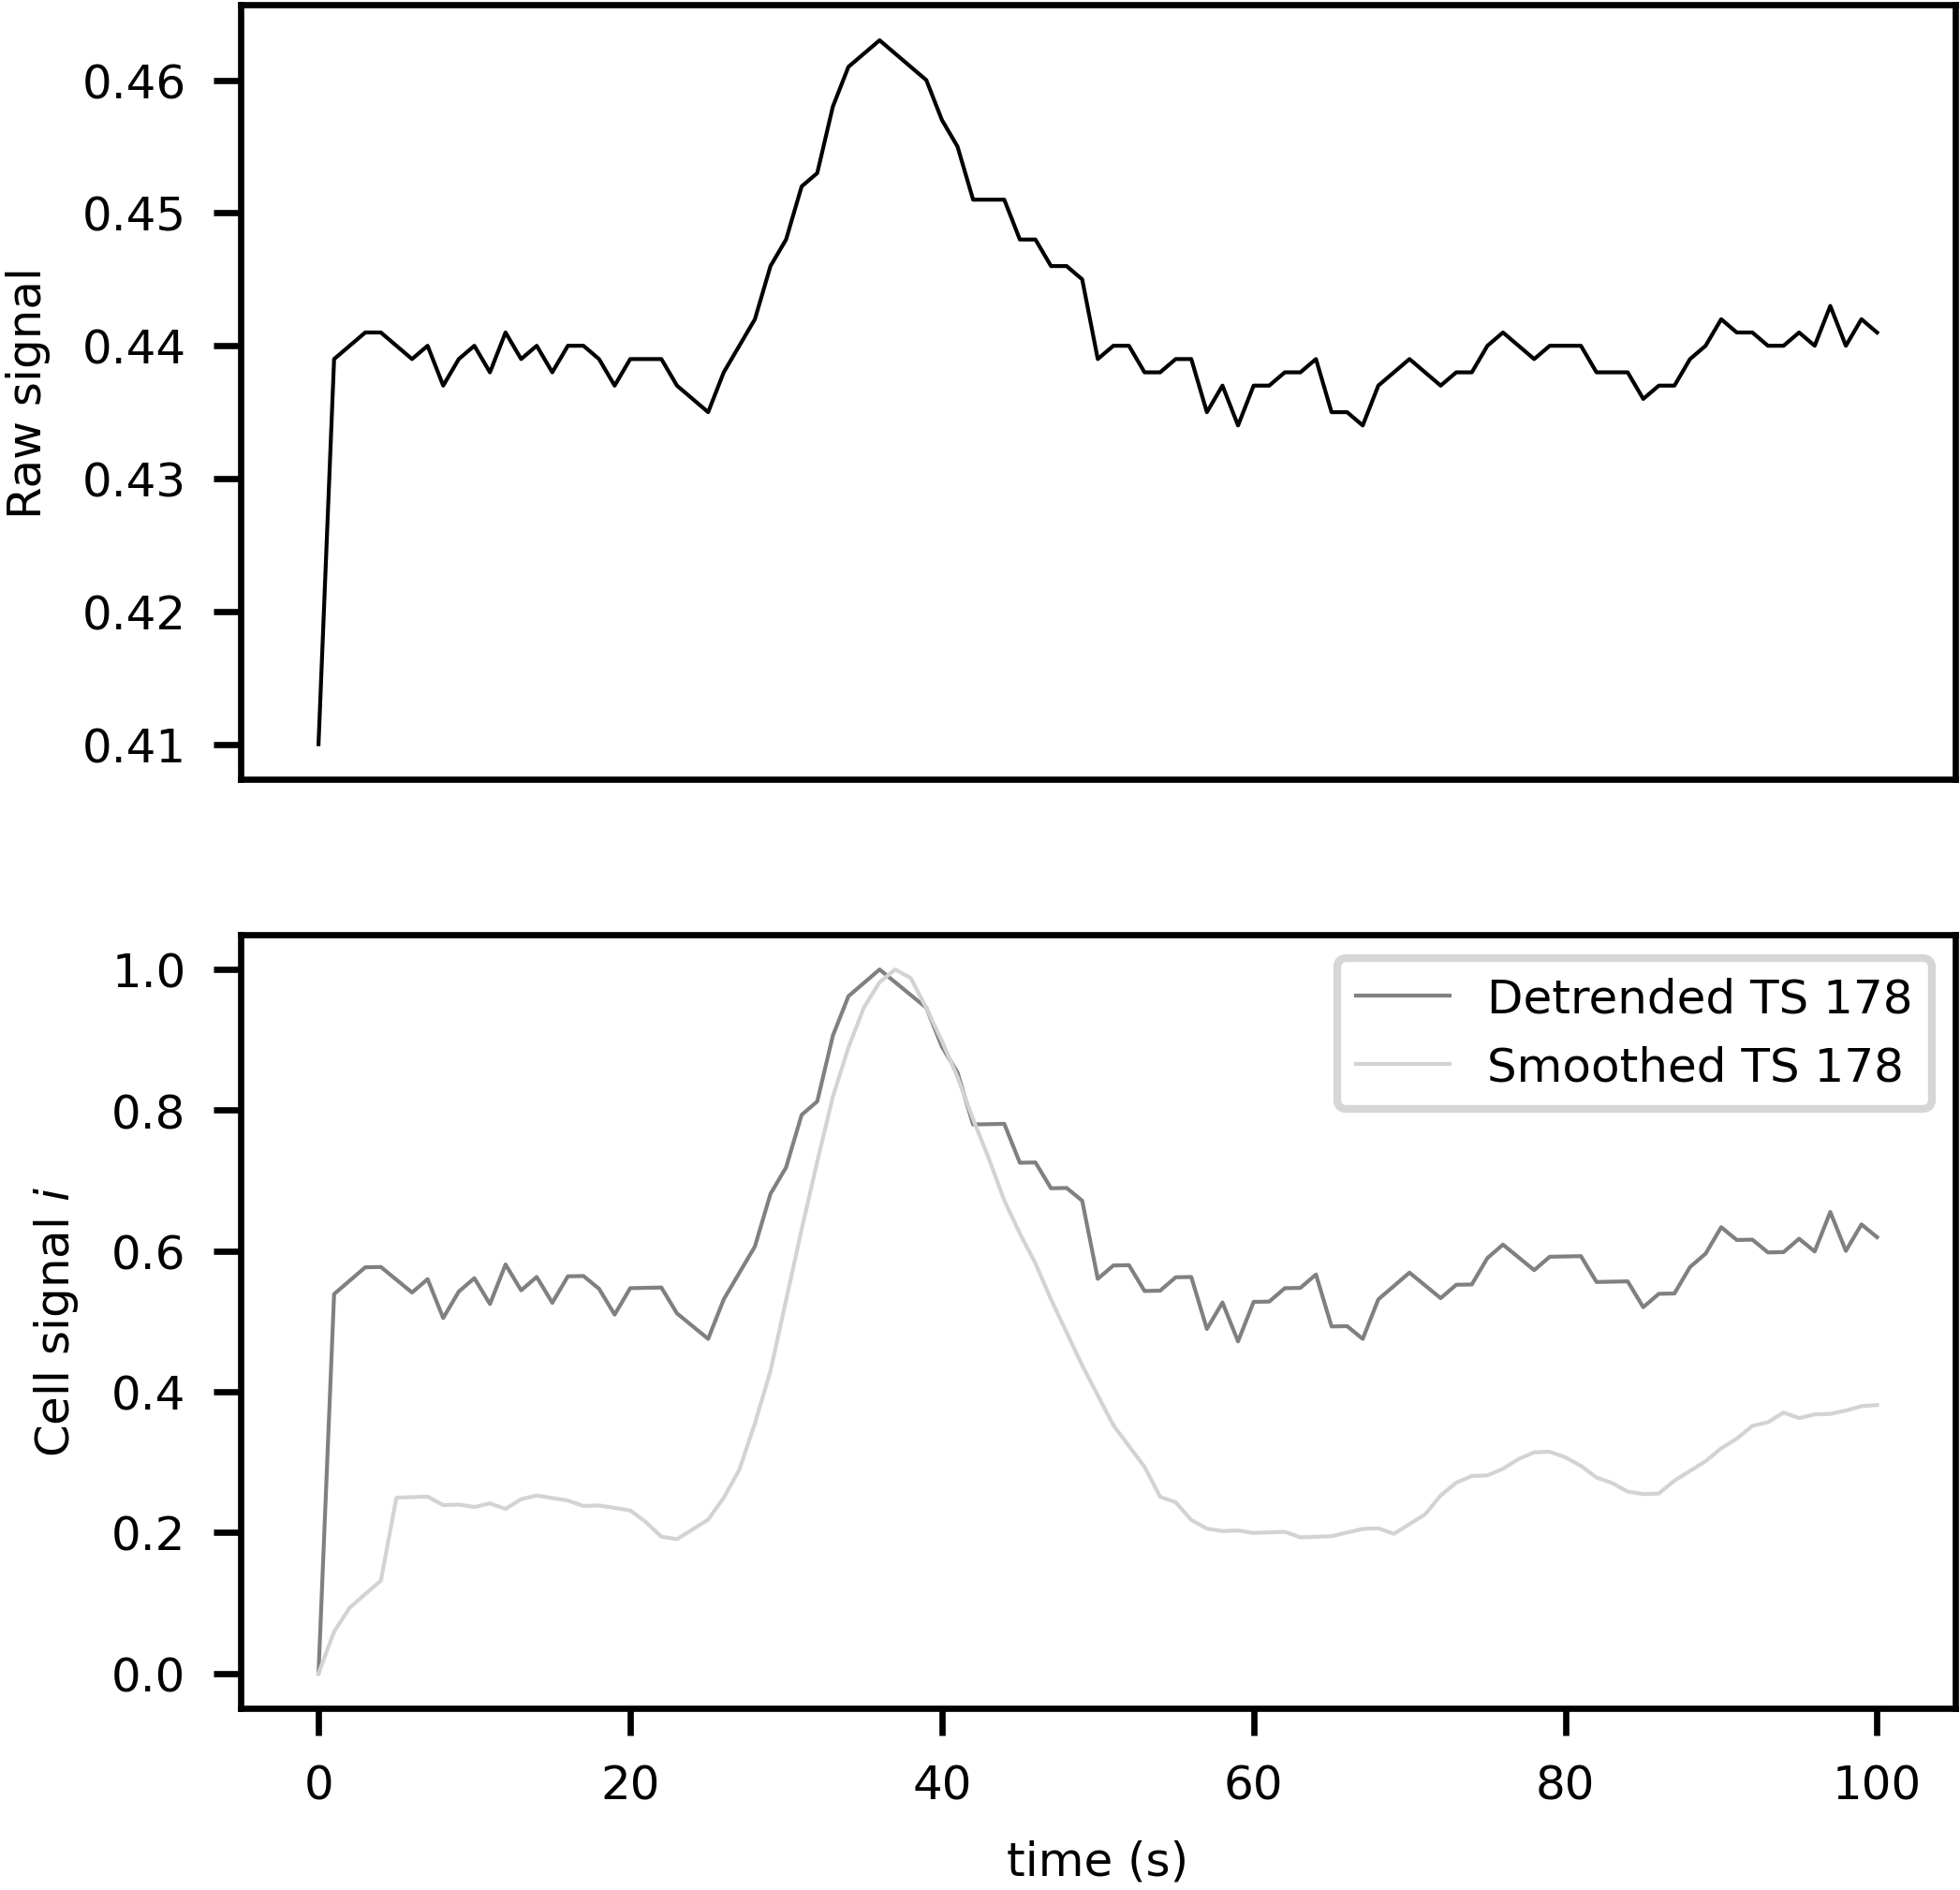 Raw signal
0.46
0.45
0.44
0.43
0.42
0.41
Cell signal i
1.0
0.8
0.6
0.4
0.2
0.0
Detrended TS 178
Smoothed TS 178
0 20 40 60 80 100
time (s)